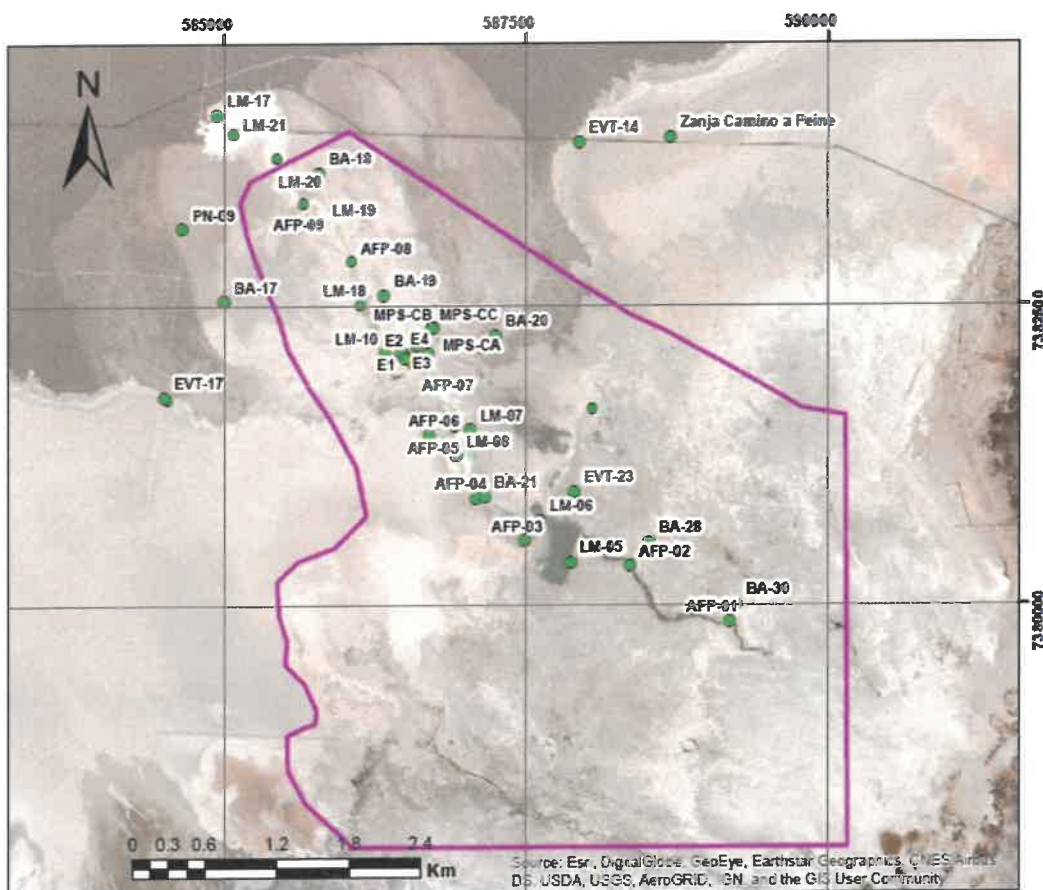 585000 587500 590000
N
LM-17
LM-21
EVT-14
Zanja Camino a Peine
BA-18
LM-20
LM-19
AFP-09
PN-09
AFP-08
BA-17
LM-18
BA-19
7382500
MPS-CB MPS-CC
BA-20
LM-10 E2 E4 MPS-CA
E1 E3
AFP-07
EVT-17
AFP-06 LM-07
AFP-05 LM-08
AFP-04 BA-21 EVT-23
LM-06
AFP-03
BA-28
LM-05 AFP-02
BA-30
AFP-01
7380000
0 0.3 0.6 1.2 1.8 2.4
Km
Source: Esri, DigitalGlobe, GeoEye, Earthstar Geographics, CNES/Airbus
DS, USDA, USGS, AeroGRID, IGN, and the GIS User Community